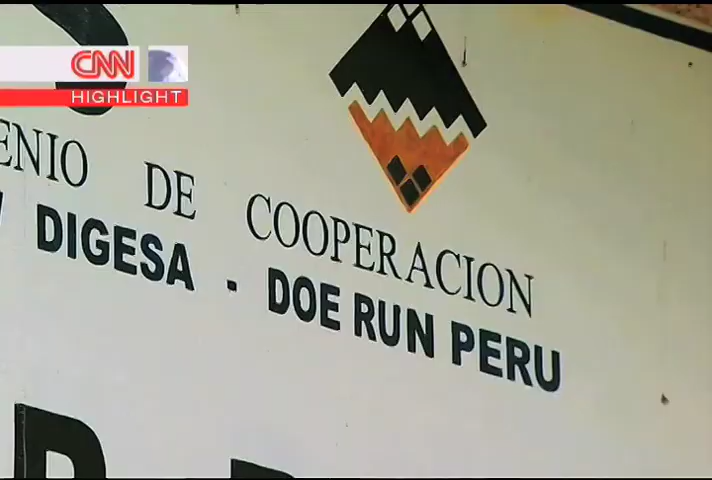 CNN
HIGHLIGHT
ENIO DE COOPERACION
DIGESA - DOE RUN PERU